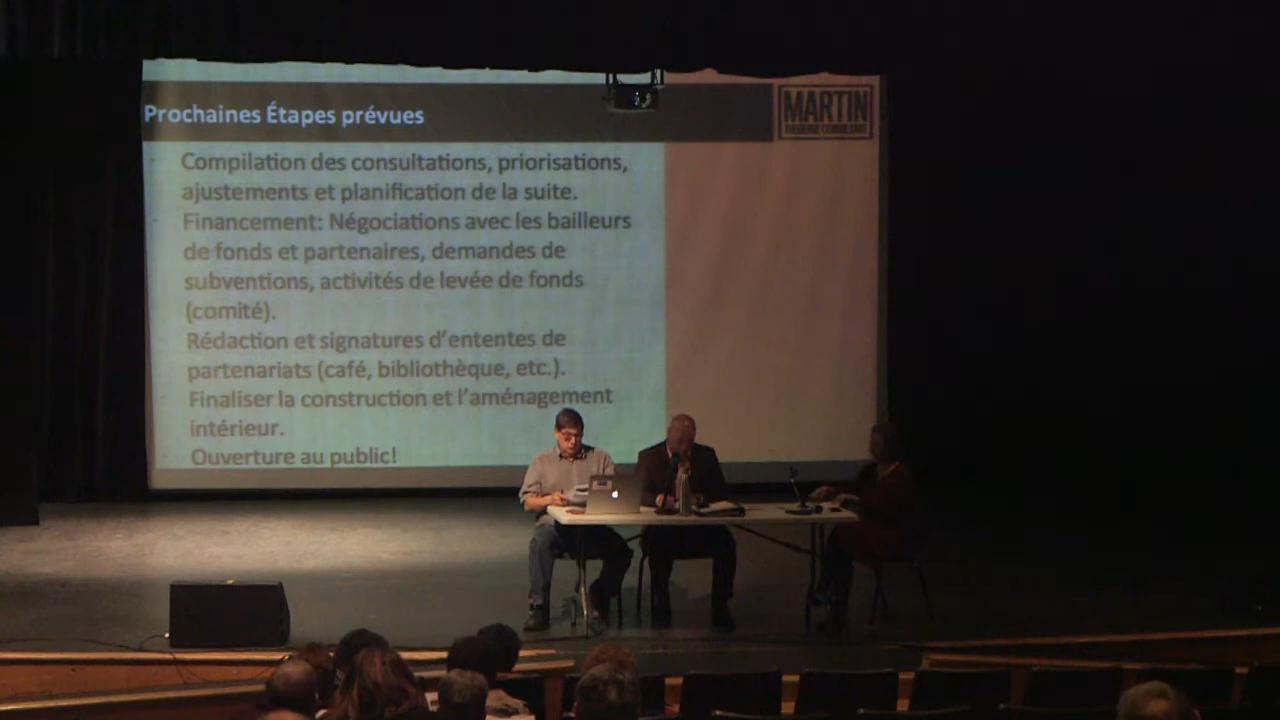 Prochaines Étapes prévues
MARTIN
Compilation des consultations, priorisations,
ajustements et planification de la suite.
Financement: Négociations avec les bailleurs
de fonds et partenaires, demandes de
subventions, activités de levée de fonds
(comité).
Rédaction et signatures d'ententes de
partenariats (café, bibliothèque, etc.).
Finaliser la construction et l'aménagement
intérieur.
Ouverture au public!